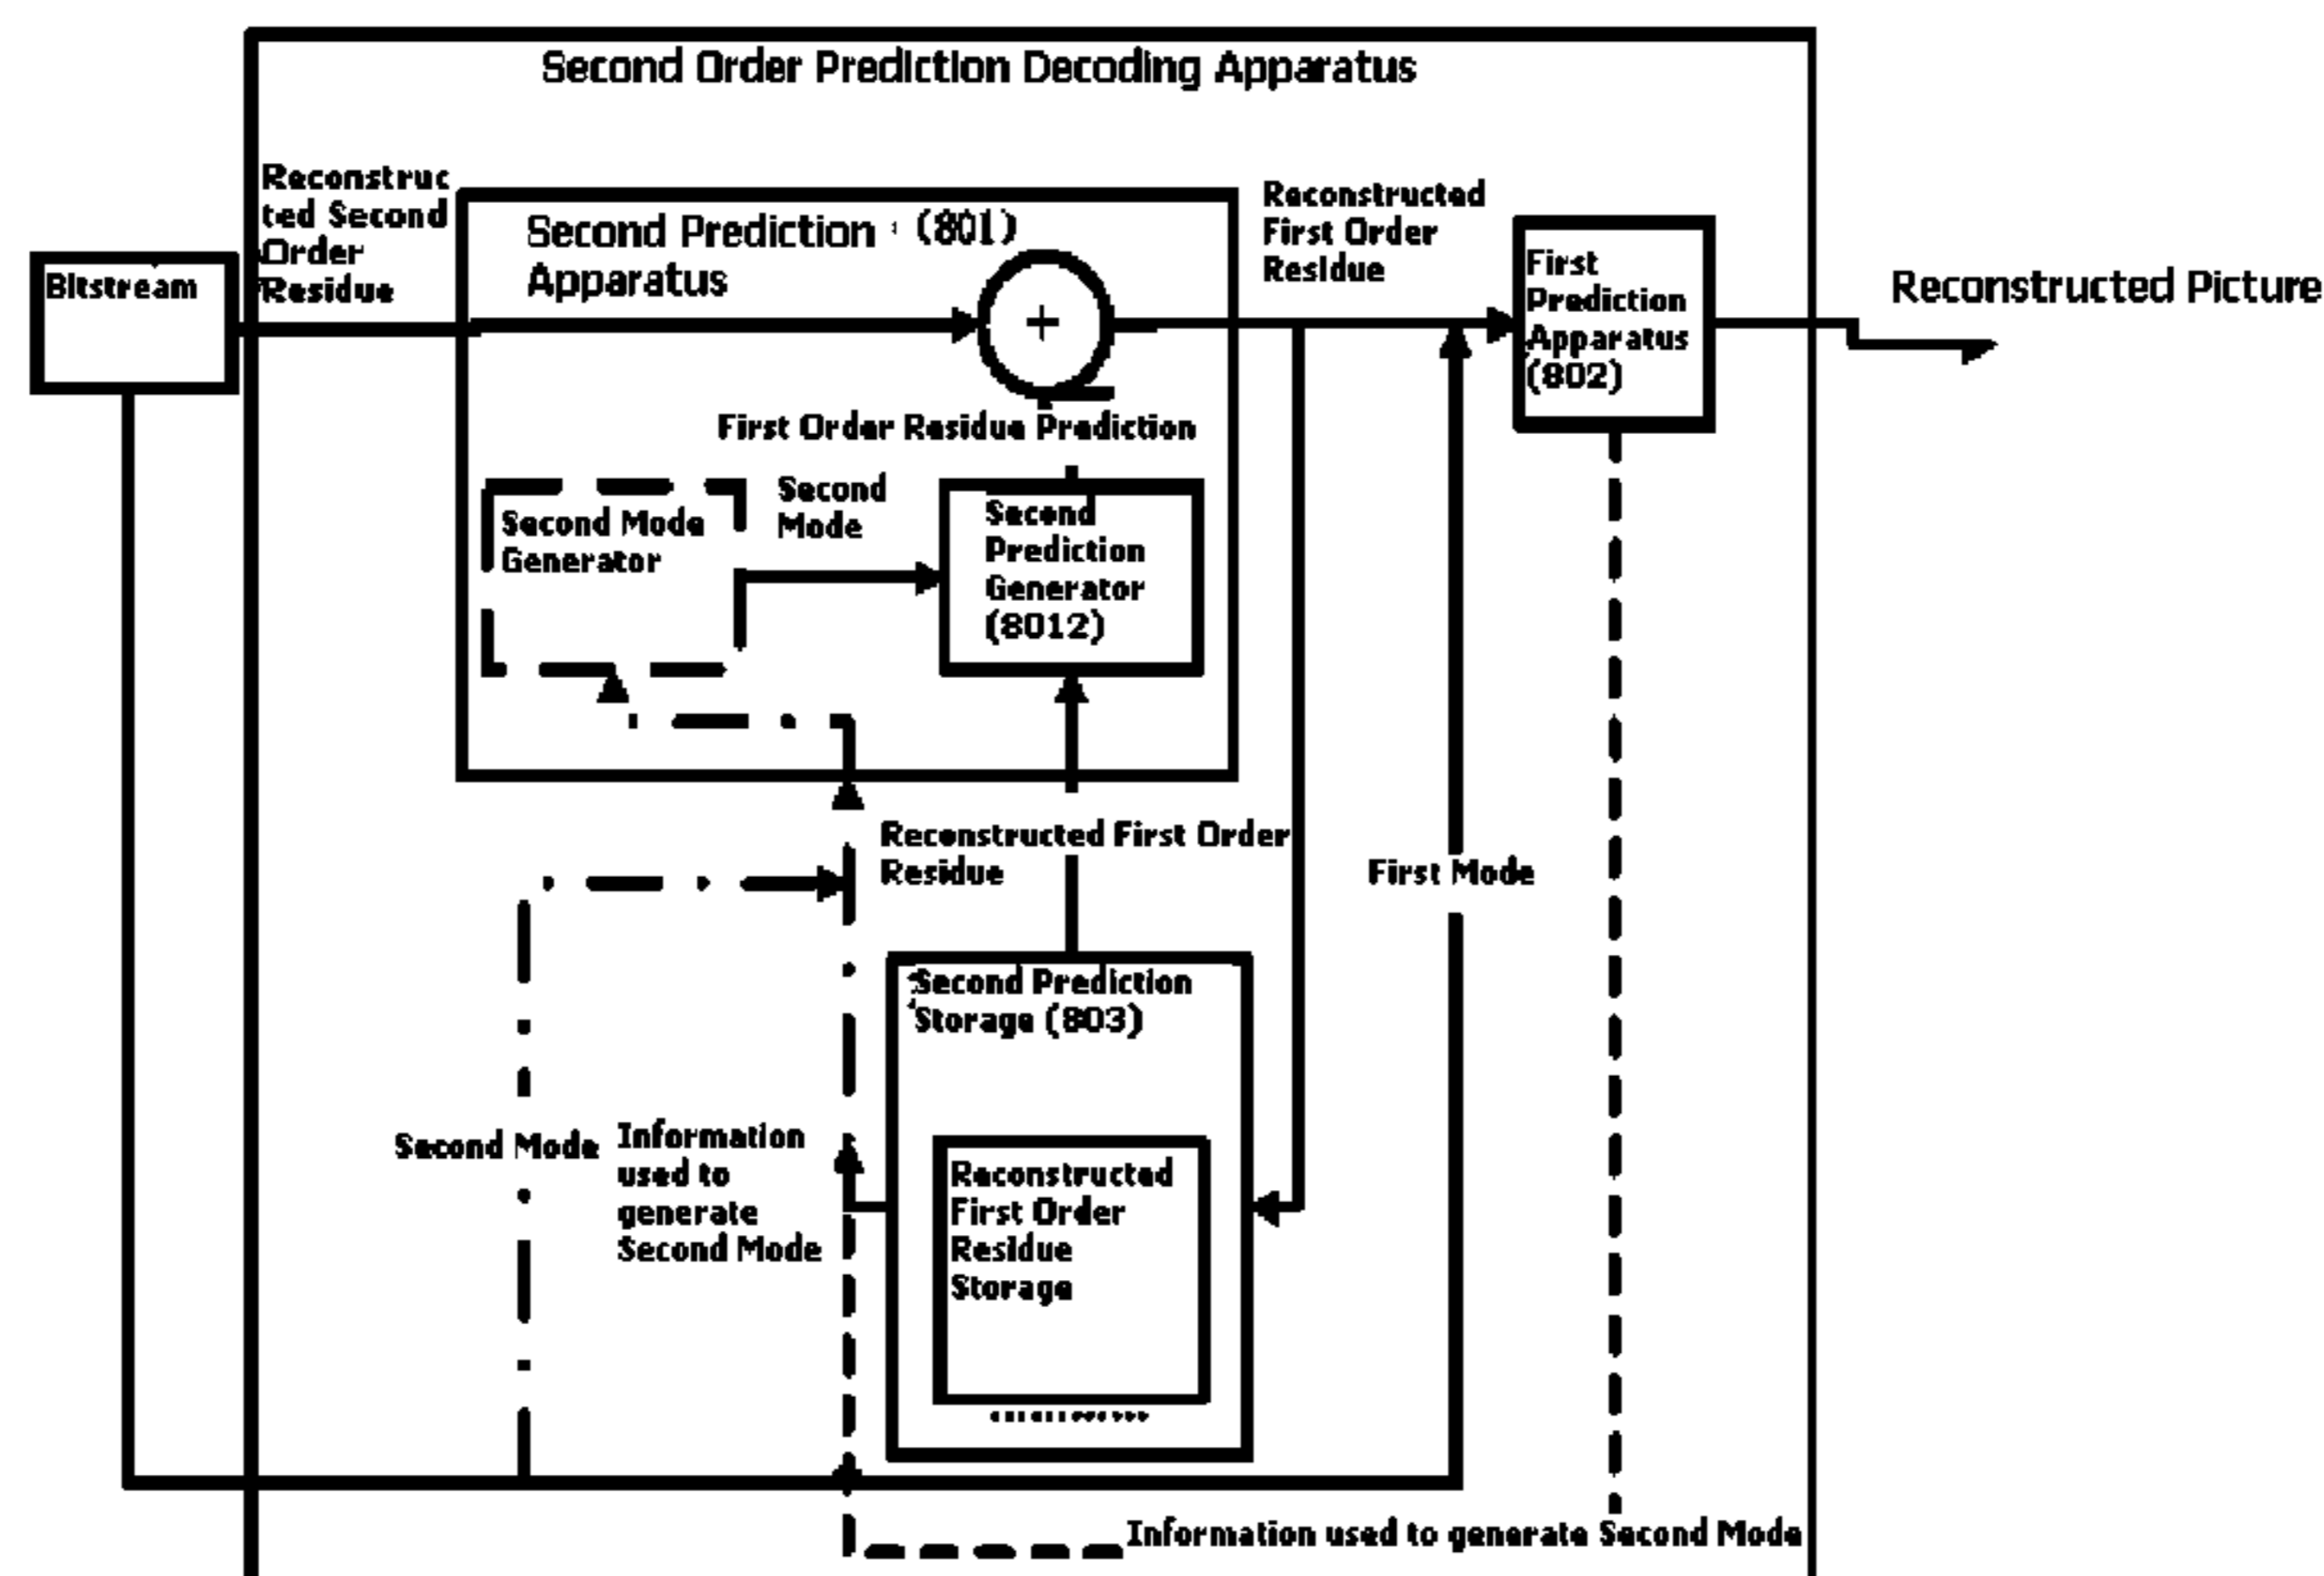 Second Order Prediction Decoding Apparatus
Reconstruc
ted Second
Order
Residue
Bitstream
Second Prediction (801)
Apparatus
Reconstructed
First Order
Residue
First
Prediction
Apparatus
(802)
Reconstructed Picture
+
First Order Residue Prediction
Second Mode
Generator
Second
Mode
Second
Prediction
Generator
(8012)
Reconstructed First Order
Residue
First Mode
Second Prediction
Storage (803)
Second Mode
Information
used to
generate
Second Mode
Reconstructed
First Order
Residue
Storage
Information used to generate Second Mode